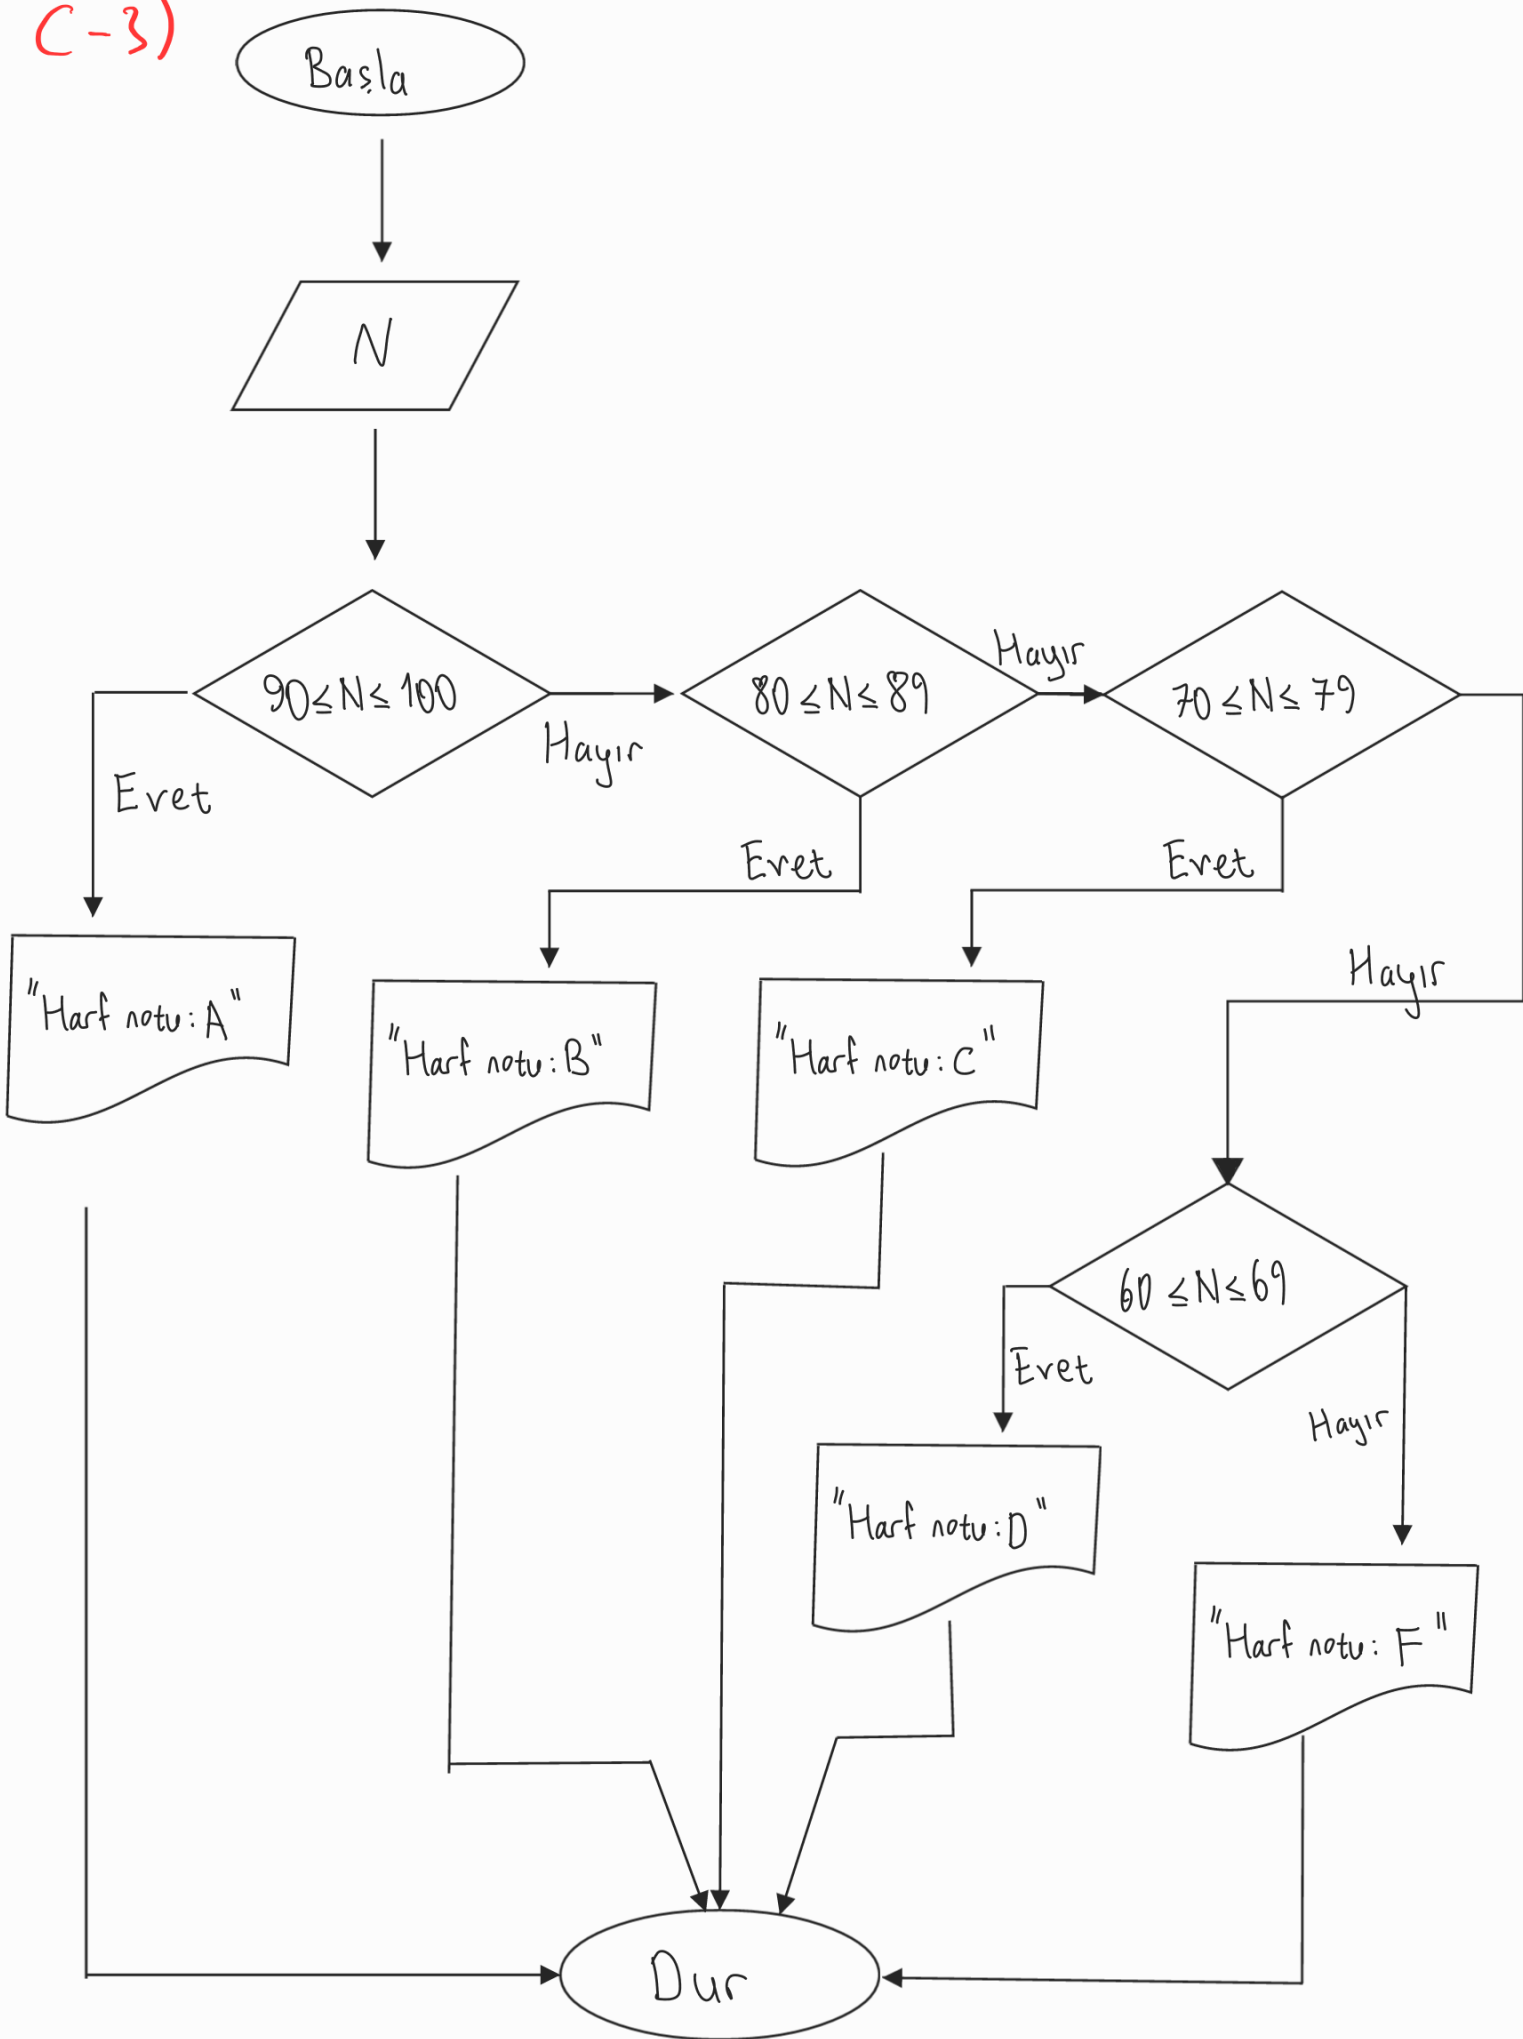 C-3)
Başla
N
90≤N≤100
Hayır
80≤N≤89
Hayır
70≤N≤79
Evet
Evet
Evet
Hayır
"Harf notu:A"
"Harf notu:B"
"Harf notu:C"
60≤N≤69
Evet
Hayır
"Harf notu:D"
"Harf notu: F"
Dur